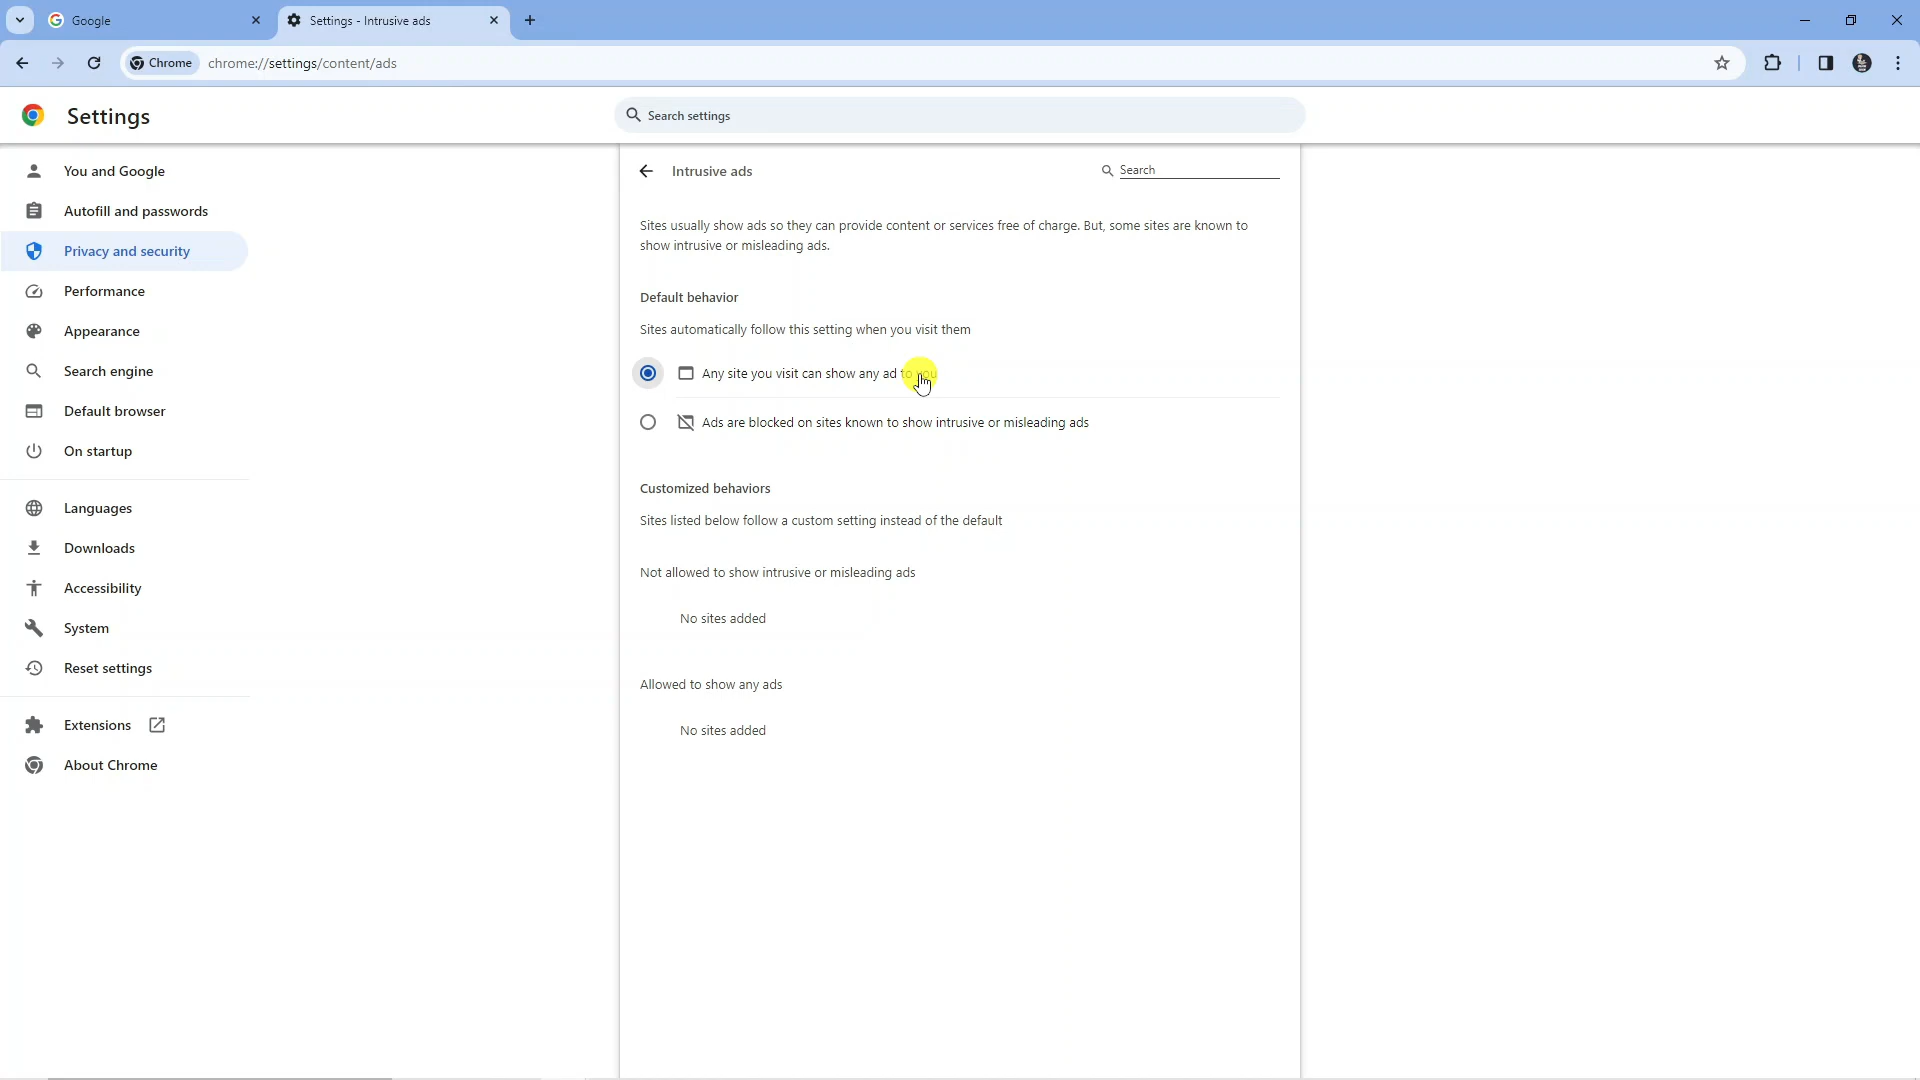 Google
Settings - Intrusive ads
Chrome
chrome://settings/content/ads
Settings
Search settings
You and Google
Autofill and passwords
Privacy and security
Performance
Appearance
Search engine
Default browser
On startup
Languages
Downloads
Accessibility
System
Reset settings
Extensions
About Chrome
Intrusive ads
Search
Sites usually show ads so they can provide content or services free of charge. But, some sites are known to
show intrusive or misleading ads.
Default behavior
Sites automatically follow this setting when you visit them
Any site you visit can show any ad to you
Ads are blocked on sites known to show intrusive or misleading ads
Customized behaviors
Sites listed below follow a custom setting instead of the default
Not allowed to show intrusive or misleading ads
No sites added
Allowed to show any ads
No sites added